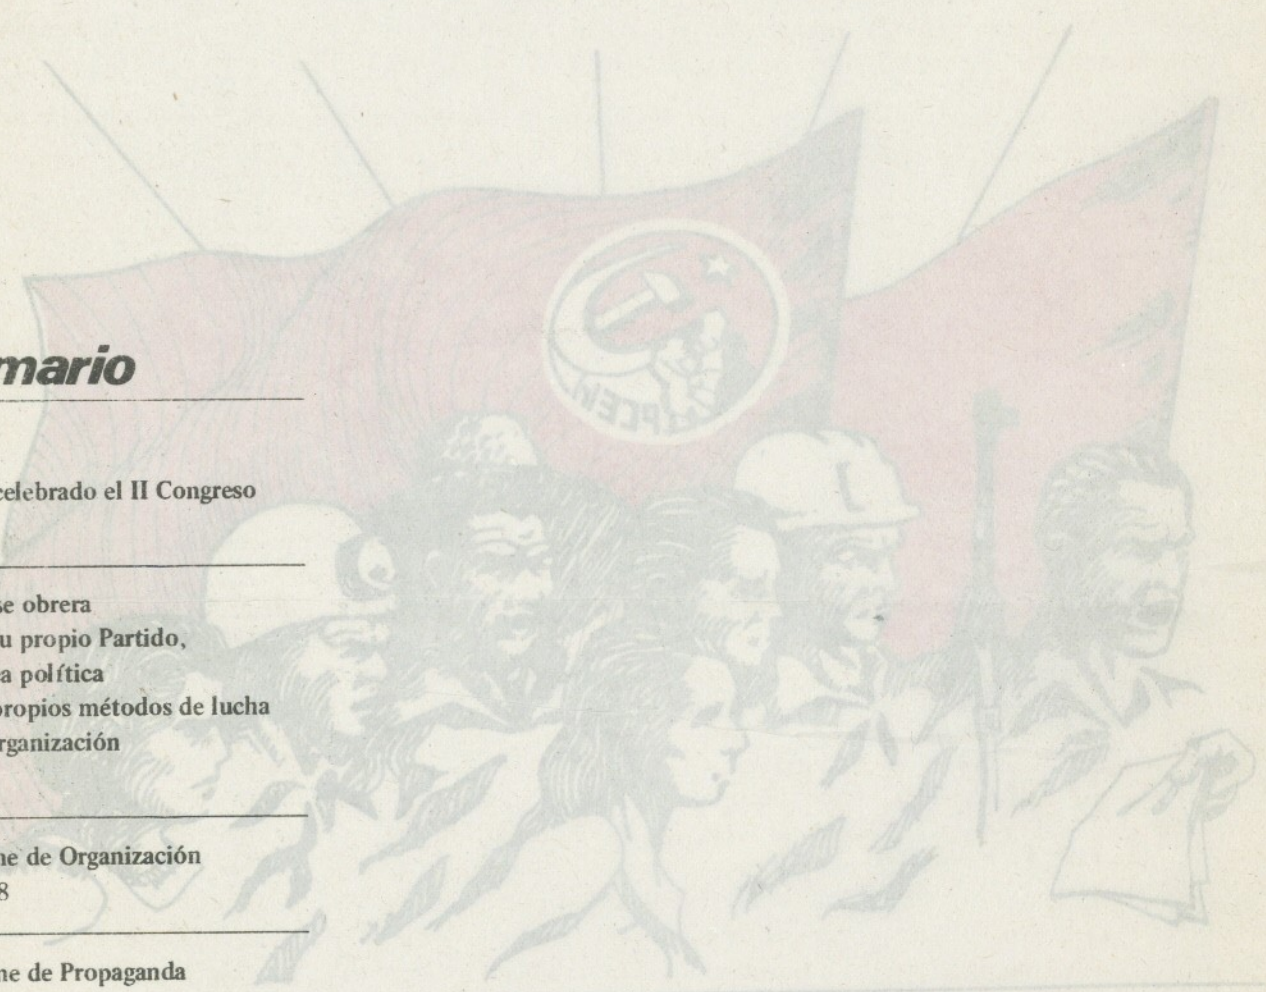 mario
celebrado el II Congreso
se obrera
u propio Partido,
a política
propios métodos de lucha
rganización
ne de Organización
8
ne de Propaganda